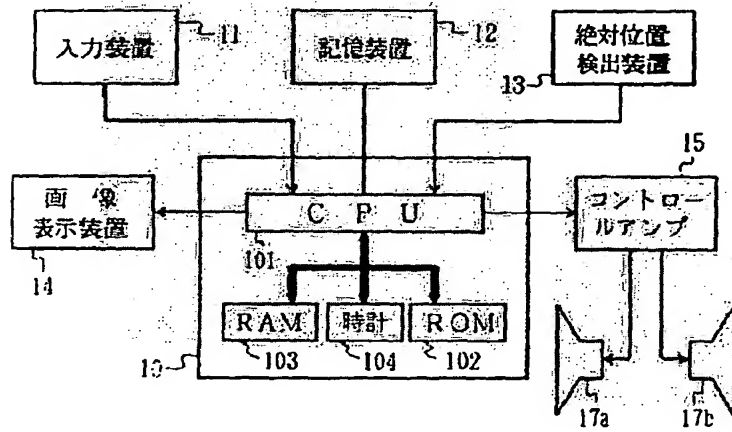 入力装置
11
記憶装置
12
絶対位置
検出装置
13
画像
表示装置
14
CPU
101
15
コントロー
ルアンプ
RAM
103
時計
104
ROM
102
10
17a
17b